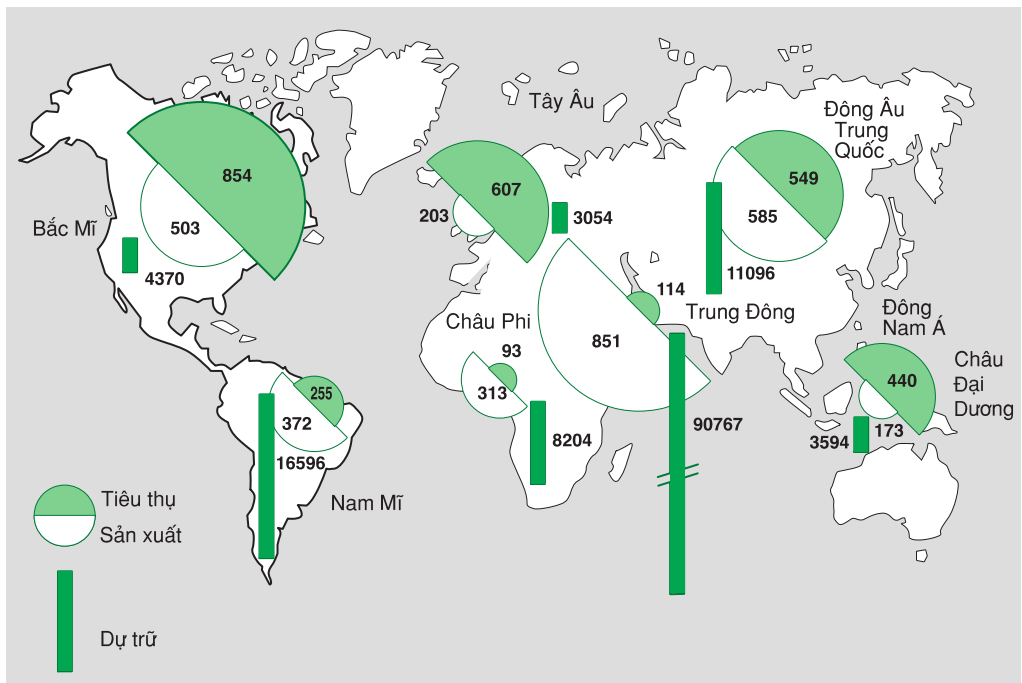 Tây Âu
Đông Âu
Trung
Quốc
854
607
549
203
3054
503
585
Bắc Mĩ
4370
11096
114
Trung Đông
Châu Phi
851
93
313
Đông
Nam Á
Châu
Đại
Dương
440
255
372
16596
8204
90767
3594
173
Nam Mĩ
Tiêu thụ
Sản xuất
Dự trữ